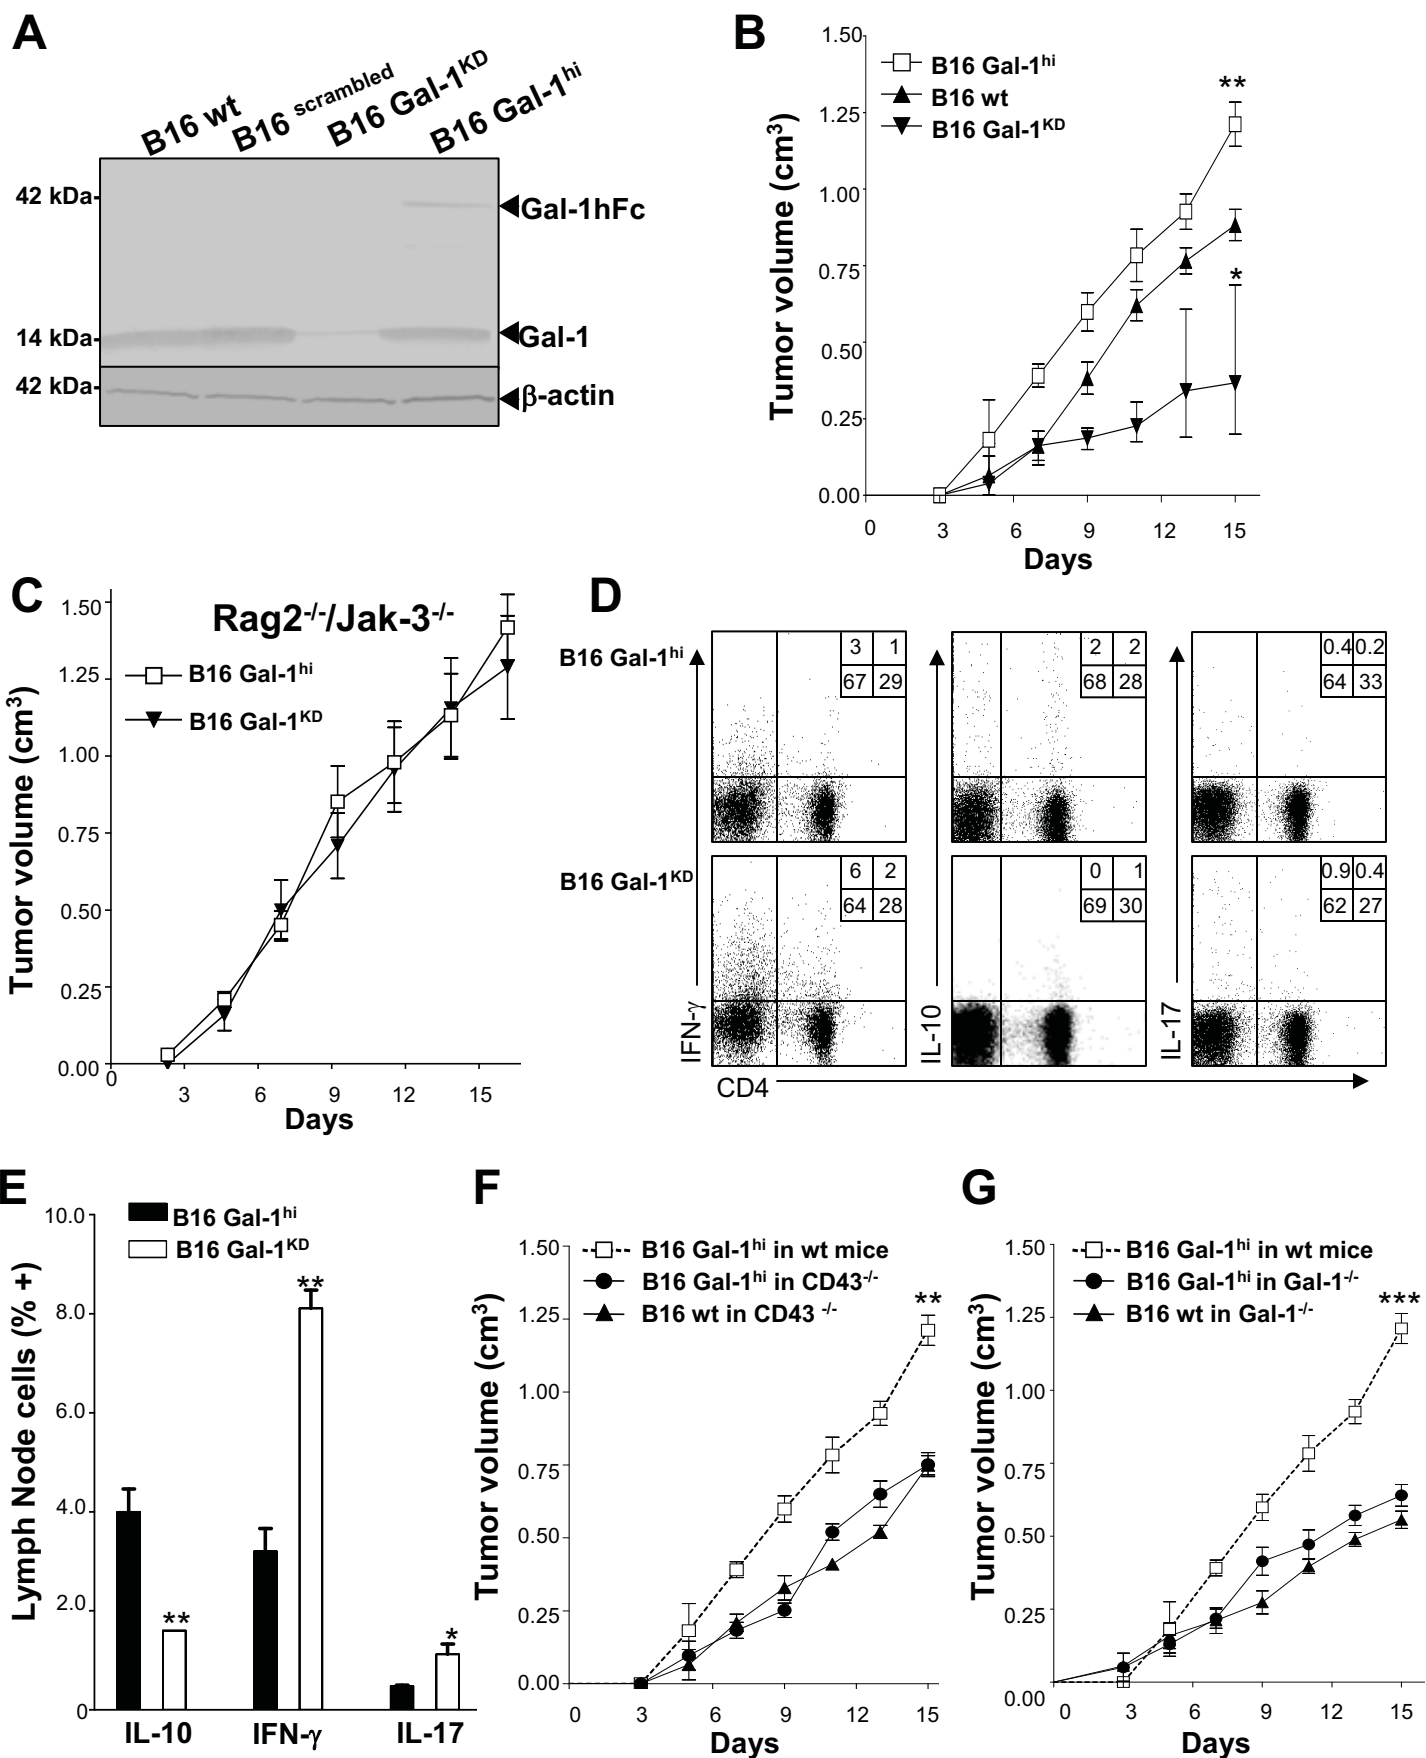 A
B16 wt
B16 scrambled
B16 Gal-1KD
B16 Gal-1hi
42 kDa-
Gal-1hFc
14 kDa-
Gal-1
42 kDa-
β-actin
B
B16 Gal-1hi
B16 wt
B16 Gal-1KD
Tumor volume (cm3)
1.50
1.25
1.00
0.75
0.50
0.25
0.00
**
*
0 3 6 9 12 15
Days
C
Rag2-/-/Jak-3-/-
B16 Gal-1hi
B16 Gal-1KD
Tumor volume (cm3)
1.50
1.25
1.00
0.75
0.50
0.25
0.00
0 3 6 9 12 15
Days
D
B16 Gal-1hi
3 1
67 29
2 2
68 28
0.4 0.2
64 33
B16 Gal-1KD
6 2
64 28
0 1
69 30
0.9 0.4
62 27
IFN-γ
IL-10
IL-17
CD4
E
B16 Gal-1hi
B16 Gal-1KD
Lymph Node cells (% +)
10.0
8.0
6.0
4.0
2.0
0
**
**
*
IL-10 IFN-γ IL-17
F
B16 Gal-1hi in wt mice
B16 Gal-1hi in CD43-/-
B16 wt in CD43 -/-
Tumor volume (cm3)
1.50
1.25
1.00
0.75
0.50
0.25
0.00
**
0 3 6 9 12 15
Days
G
B16 Gal-1hi in wt mice
B16 Gal-1hi in Gal-1-/-
B16 wt in Gal-1-/-
Tumor volume (cm3)
1.50
1.25
1.00
0.75
0.50
0.25
0.00
***
0 3 6 9 12 15
Days